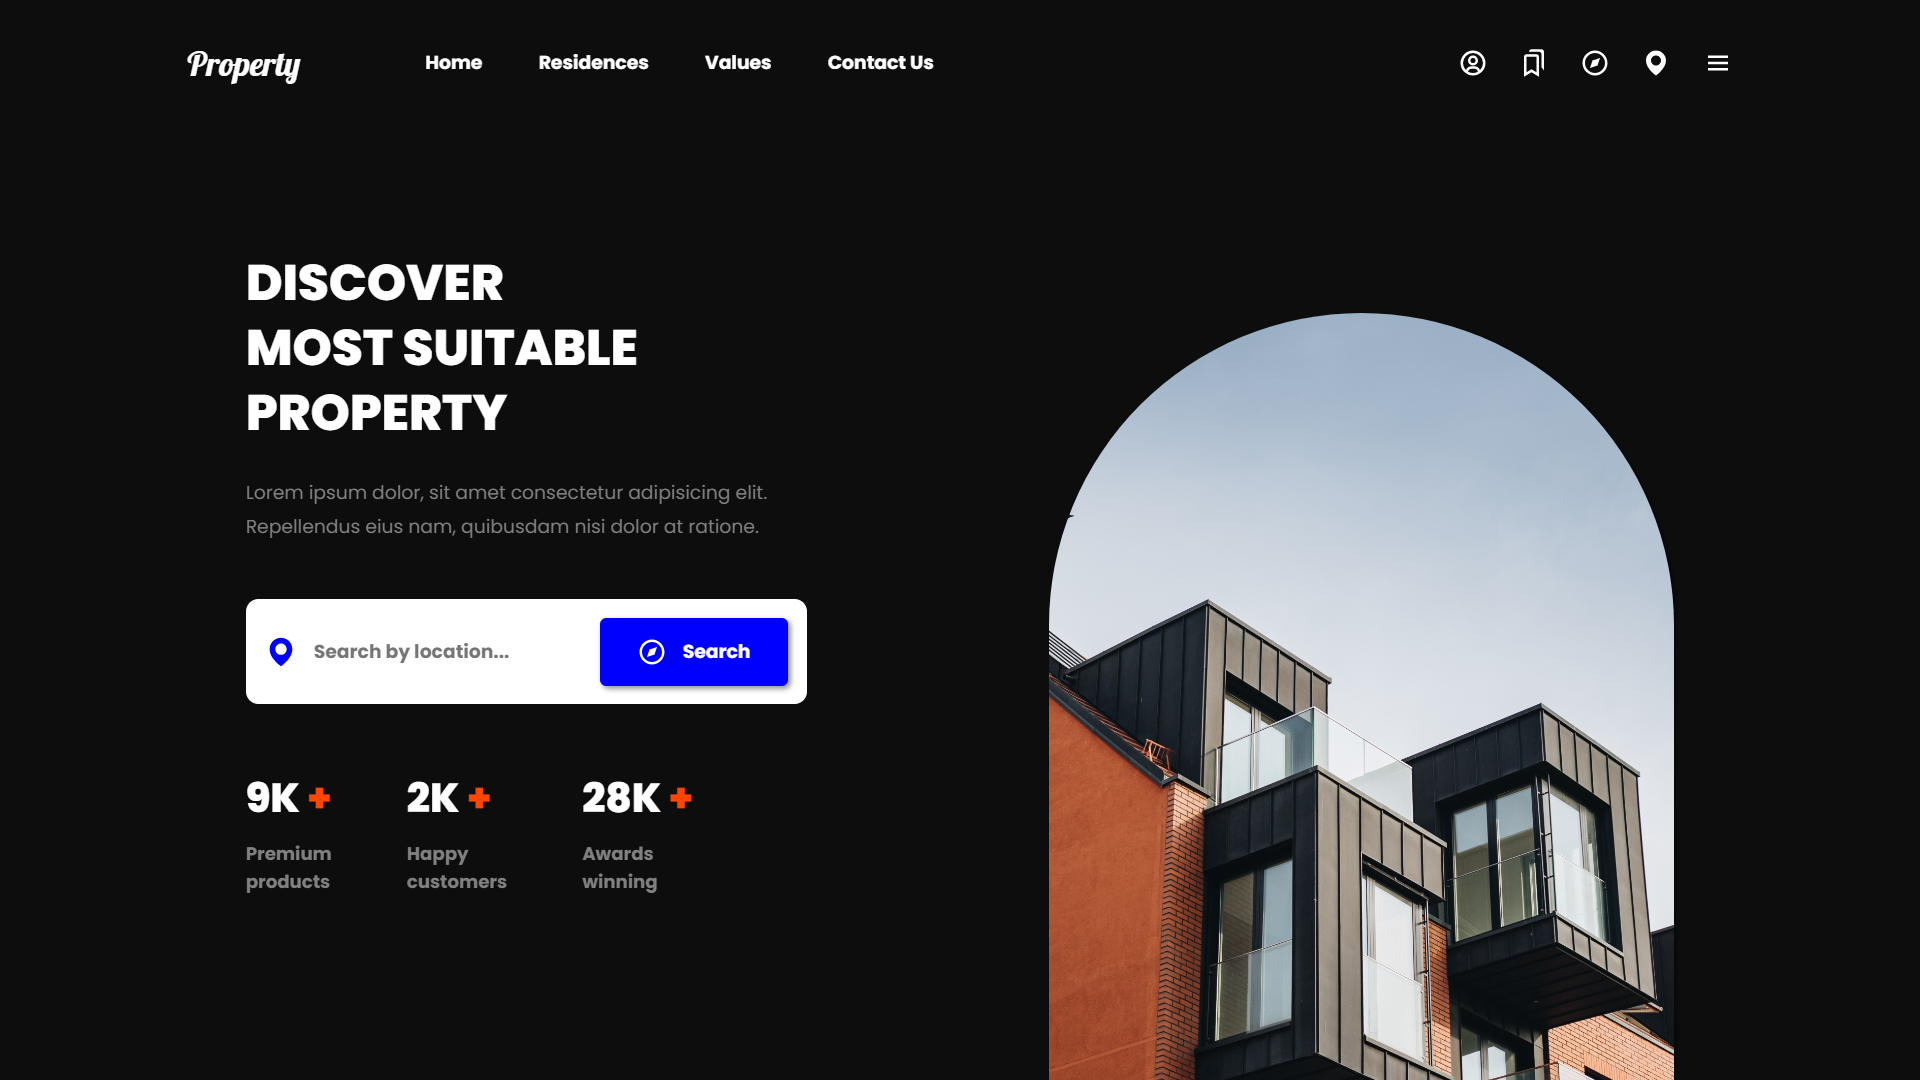 Property
Home Residences Values Contact Us
DISCOVER
MOST SUITABLE
PROPERTY
Lorem ipsum dolor, sit amet consectetur adipisicing elit.
Repellendus eius nam, quibusdam nisi dolor at ratione.
Search by location...
Search
9K +
Premium
products
2K +
Happy
customers
28K +
Awards
winning